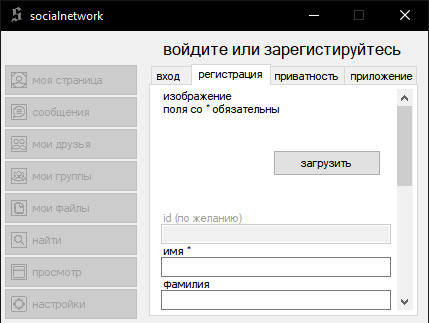 socialnetwork
войдите или зарегистируйтесь
вход
регистрация
приватность
приложение
моя страница
сообщения
мои друзья
мои группы
мои файлы
найти
просмотр
настройки
изображение
поля со * обязательны
загрузить
id (по желанию)
имя *
фамилия